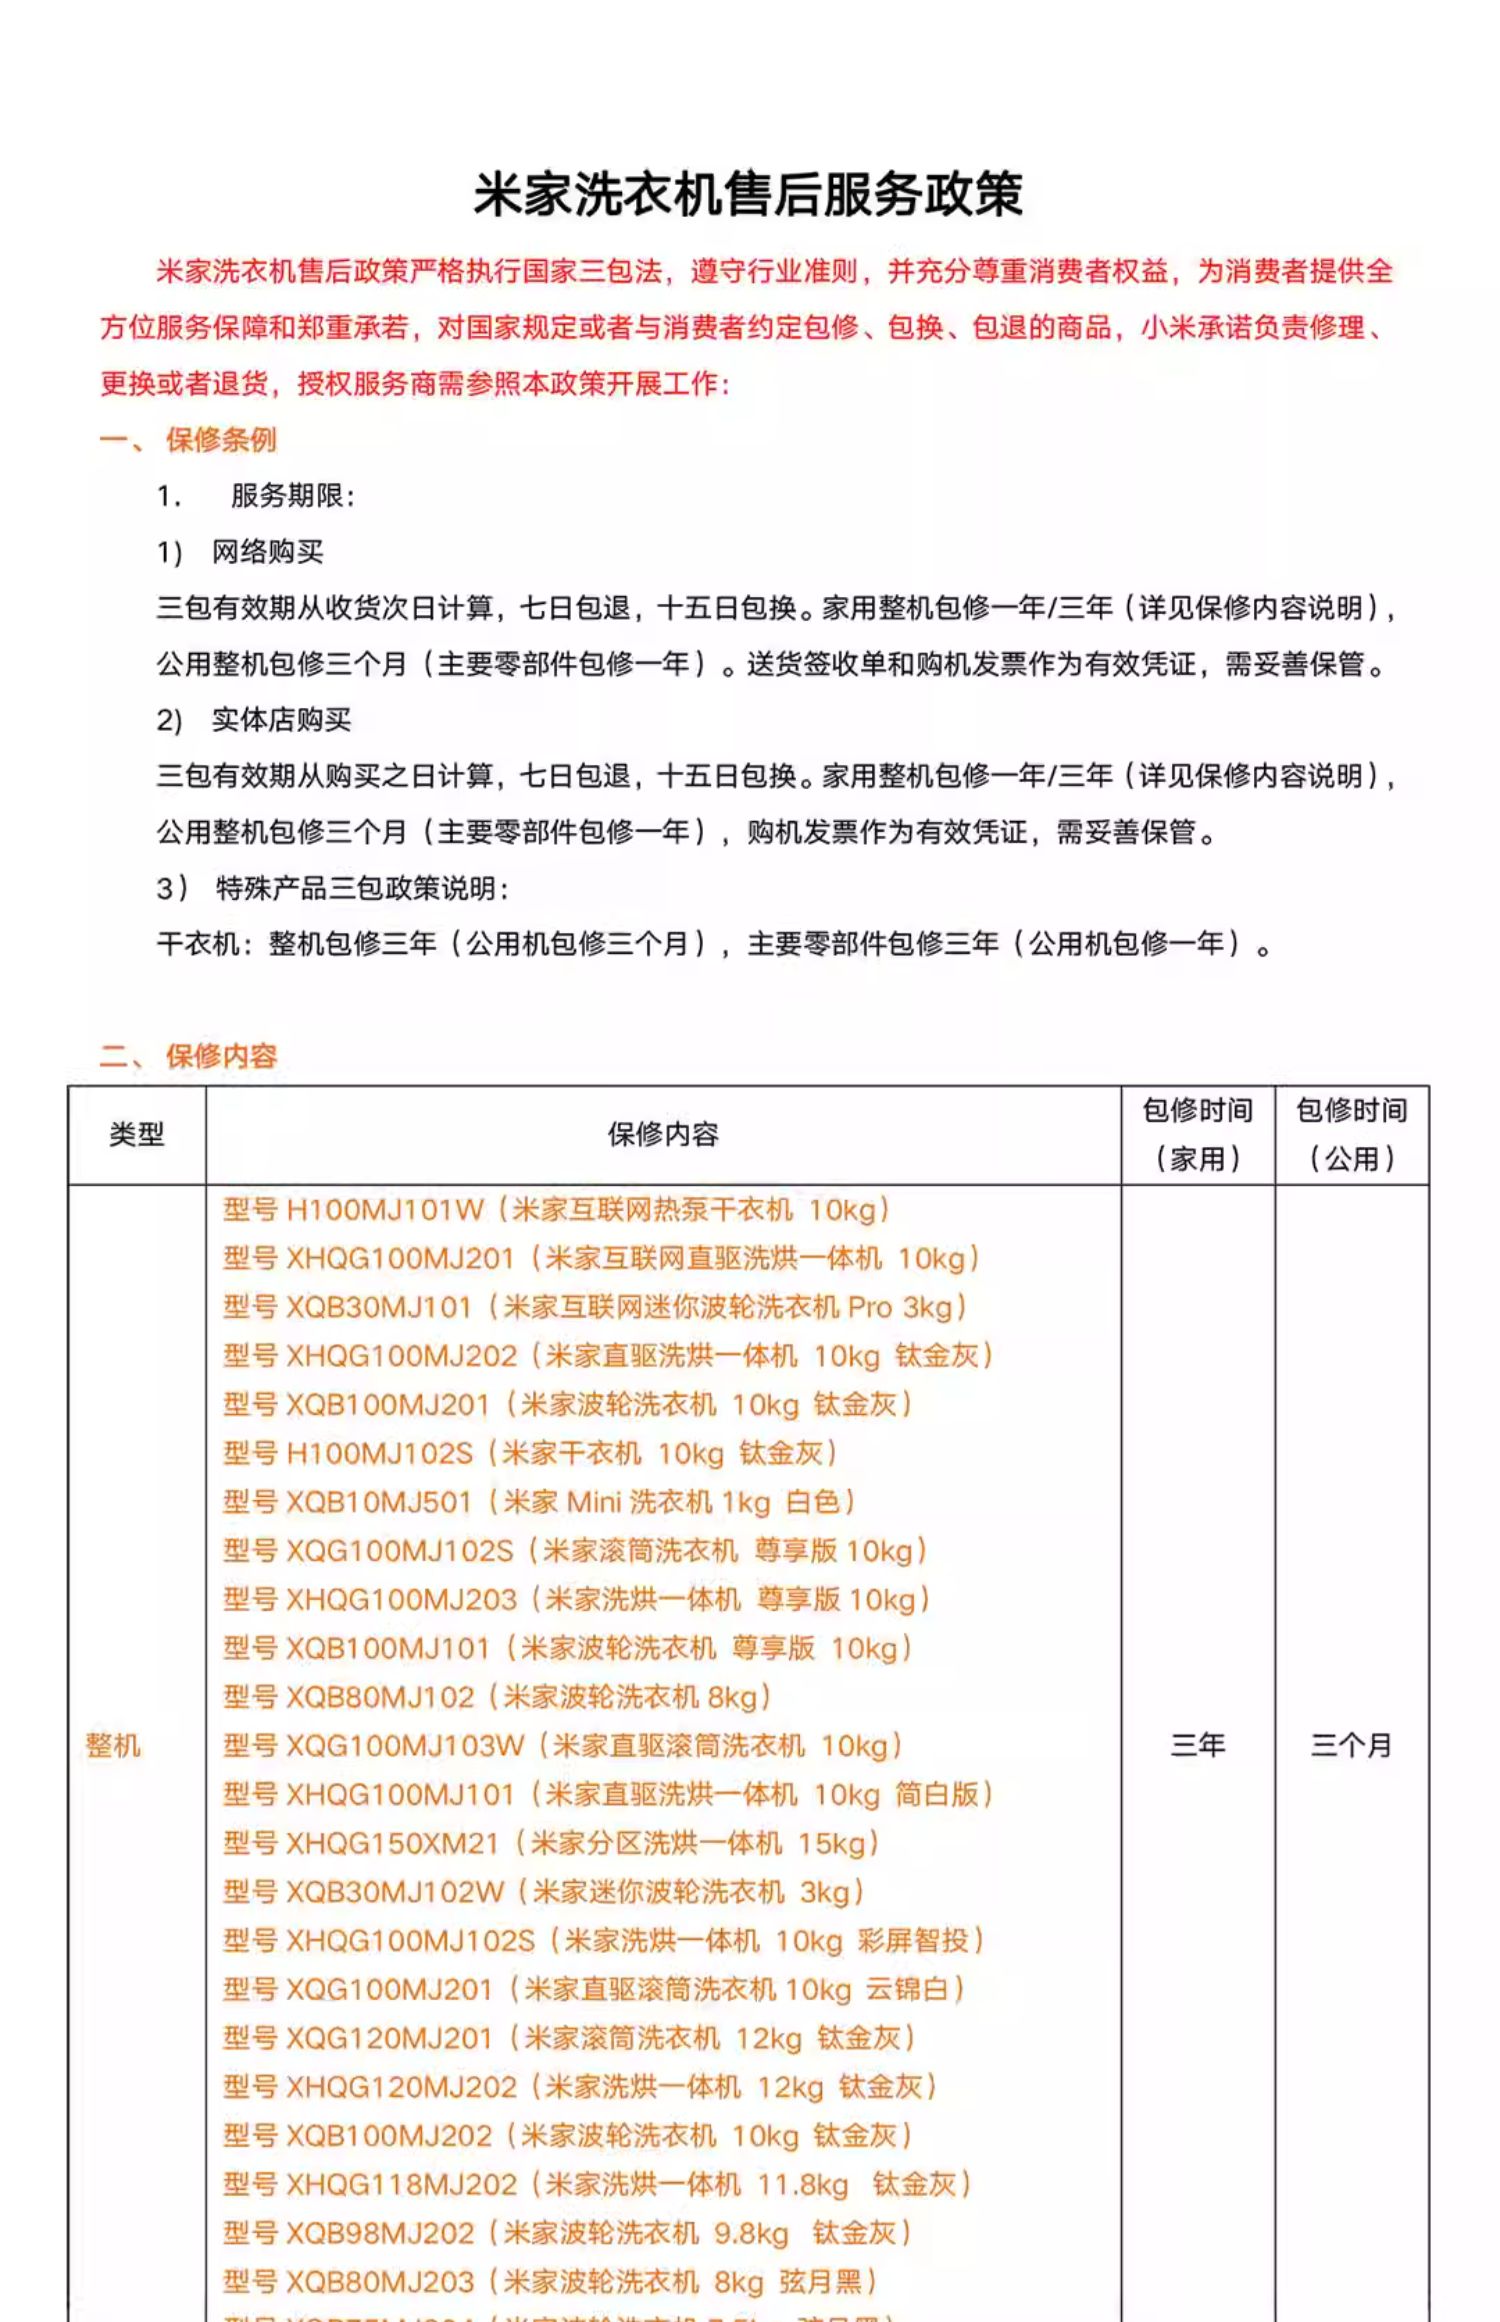 米家洗衣机售后服务政策
米家洗衣机售后政策严格执行国家三包法，遵守行业准则，并充分尊重消费者权益，为消费者提供全
方位服务保障和郑重承若，对国家规定或者与消费者约定包修、包换、包退的商品，小米承诺负责修理、
更换或者退货，授权服务商需参照本政策开展工作：
一、 保修条例
1. 服务期限：
1） 网络购买
三包有效期从收货次日计算，七日包退，十五日包换。家用整机包修一年/三年（详见保修内容说明），
公用整机包修三个月（主要零部件包修一年）。送货签收单和购机发票作为有效凭证，需妥善保管。
2） 实体店购买
三包有效期从购买之日计算，七日包退，十五日包换。家用整机包修一年/三年（详见保修内容说明），
公用整机包修三个月（主要零部件包修一年），购机发票作为有效凭证，需妥善保管。
3） 特殊产品三包政策说明：
干衣机：整机包修三年（公用机包修三个月），主要零部件包修三年（公用机包修一年）。
二、 保修内容
类型 保修内容 包修时间（家用） 包修时间（公用）
型号 H100MJ101W（米家互联网热泵干衣机 10kg）
型号 XHQG100MJ201（米家互联网直驱洗烘一体机 10kg）
型号 XQB30MJ101（米家互联网迷你波轮洗衣机 Pro 3kg）
型号 XHQG100MJ202（米家直驱洗烘一体机 10kg 钛金灰）
型号 XQB100MJ201（米家波轮洗衣机 10kg 钛金灰）
型号 H100MJ102S（米家干衣机 10kg 钛金灰）
型号 XQB10MJ501（米家 Mini 洗衣机 1kg 白色）
型号 XQG100MJ102S（米家滚筒洗衣机 尊享版 10kg）
型号 XHQG100MJ203（米家洗烘一体机 尊享版 10kg）
型号 XQB100MJ101（米家波轮洗衣机 尊享版 10kg）
型号 XQB80MJ102（米家波轮洗衣机 8kg）
整机 型号 XQG100MJ103W（米家直驱滚筒洗衣机 10kg） 三年 三个月
型号 XHQG100MJ101（米家直驱洗烘一体机 10kg 简白版）
型号 XHQG150XM21（米家分区洗烘一体机 15kg）
型号 XQB30MJ102W（米家迷你波轮洗衣机 3kg）
型号 XHQG100MJ102S（米家洗烘一体机 10kg 彩屏智投）
型号 XQG100MJ201（米家直驱滚筒洗衣机 10kg 云锦白）
型号 XQG120MJ201（米家滚筒洗衣机 12kg 钛金灰）
型号 XHQG120MJ202（米家洗烘一体机 12kg 钛金灰）
型号 XQB100MJ202（米家波轮洗衣机 10kg 钛金灰）
型号 XHQG118MJ202（米家洗烘一体机 11.8kg 钛金灰）
型号 XQB98MJ202（米家波轮洗衣机 9.8kg 钛金灰）
型号 XQB80MJ203（米家波轮洗衣机 8kg 弦月黑）